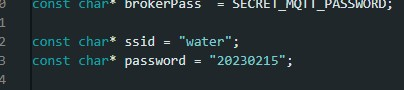 const char* brokerPass = SECRET_MQTT_PASSWORD;
const char* ssid = "water";
const char* password = "20230215";